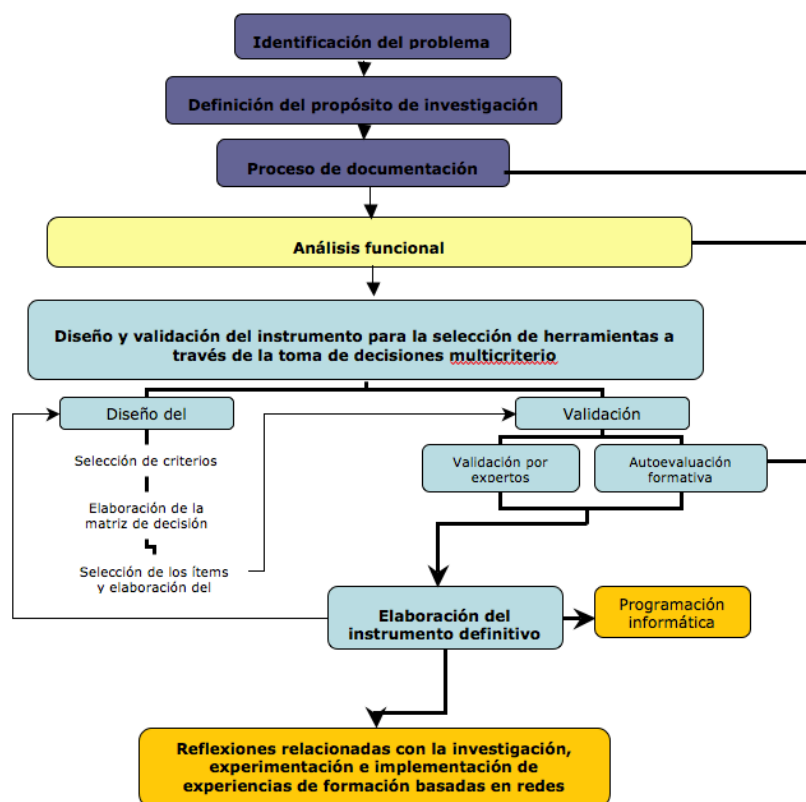 Identificación del problema
Definición del propósito de investigación
Proceso de documentación
Análisis funcional
Diseño y validación del instrumento para la selección de herramientas a
través de la toma de decisiones multicriterio
Diseño del
Validación
Selección de criterios
Validación por
expertos
Autoevaluación
formativa
Elaboración de la
matriz de decisión
Selección de los ítems
y elaboración del
Elaboración del
instrumento definitivo
Programación
informática
Reflexiones relacionadas con la investigación,
experimentación e implementación de
experiencias de formación basadas en redes